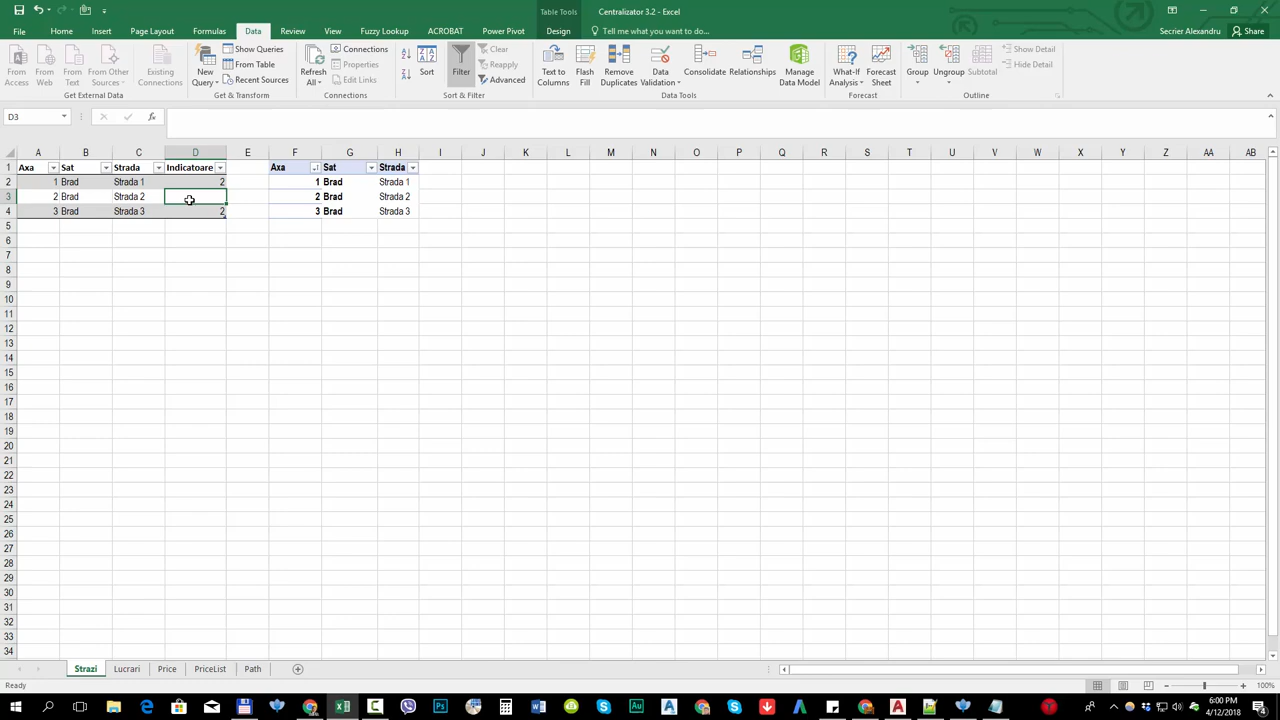 Table Tools
Centralizator 3.2 - Excel
File Home Insert Page Layout Formulas Data Review View Fuzzy Lookup ACROBAT Power Pivot Design Tell me what you want to do... Secrier Alexandru Share
From Access
From Web
From Text
From Other Sources
Existing Connections
Get External Data
New Query
Show Queries
From Table
Recent Sources
Get & Transform
Refresh All
Connections
Properties
Edit Links
Connections
Sort
Filter
Clear
Reapply
Advanced
Sort & Filter
Text to Columns
Flash Fill
Remove Duplicates
Data Validation
Consolidate
Relationships
Manage Data Model
Data Tools
What-If Analysis
Forecast Sheet
Forecast
Group
Ungroup
Subtotal
Show Detail
Hide Detail
Outline
D3 fx
A B C D E F G H I J K L M N O P Q R S T U V W X Y Z AA AB
1 Axa Sat Strada Indicatoare Axa Sat Strada
2 1 Brad Strada 1 2 1 Brad Strada 1
3 2 Brad Strada 2 2 Brad Strada 2
4 3 Brad Strada 3 2 3 Brad Strada 3
5
6
7
8
9
10
11
12
13
14
15
16
17
18
19
20
21
22
23
24
25
26
27
28
29
30
31
32
33
34
Strazi Lucrari Price PriceList Path
Ready 100%
6:00 PM
4/12/2018